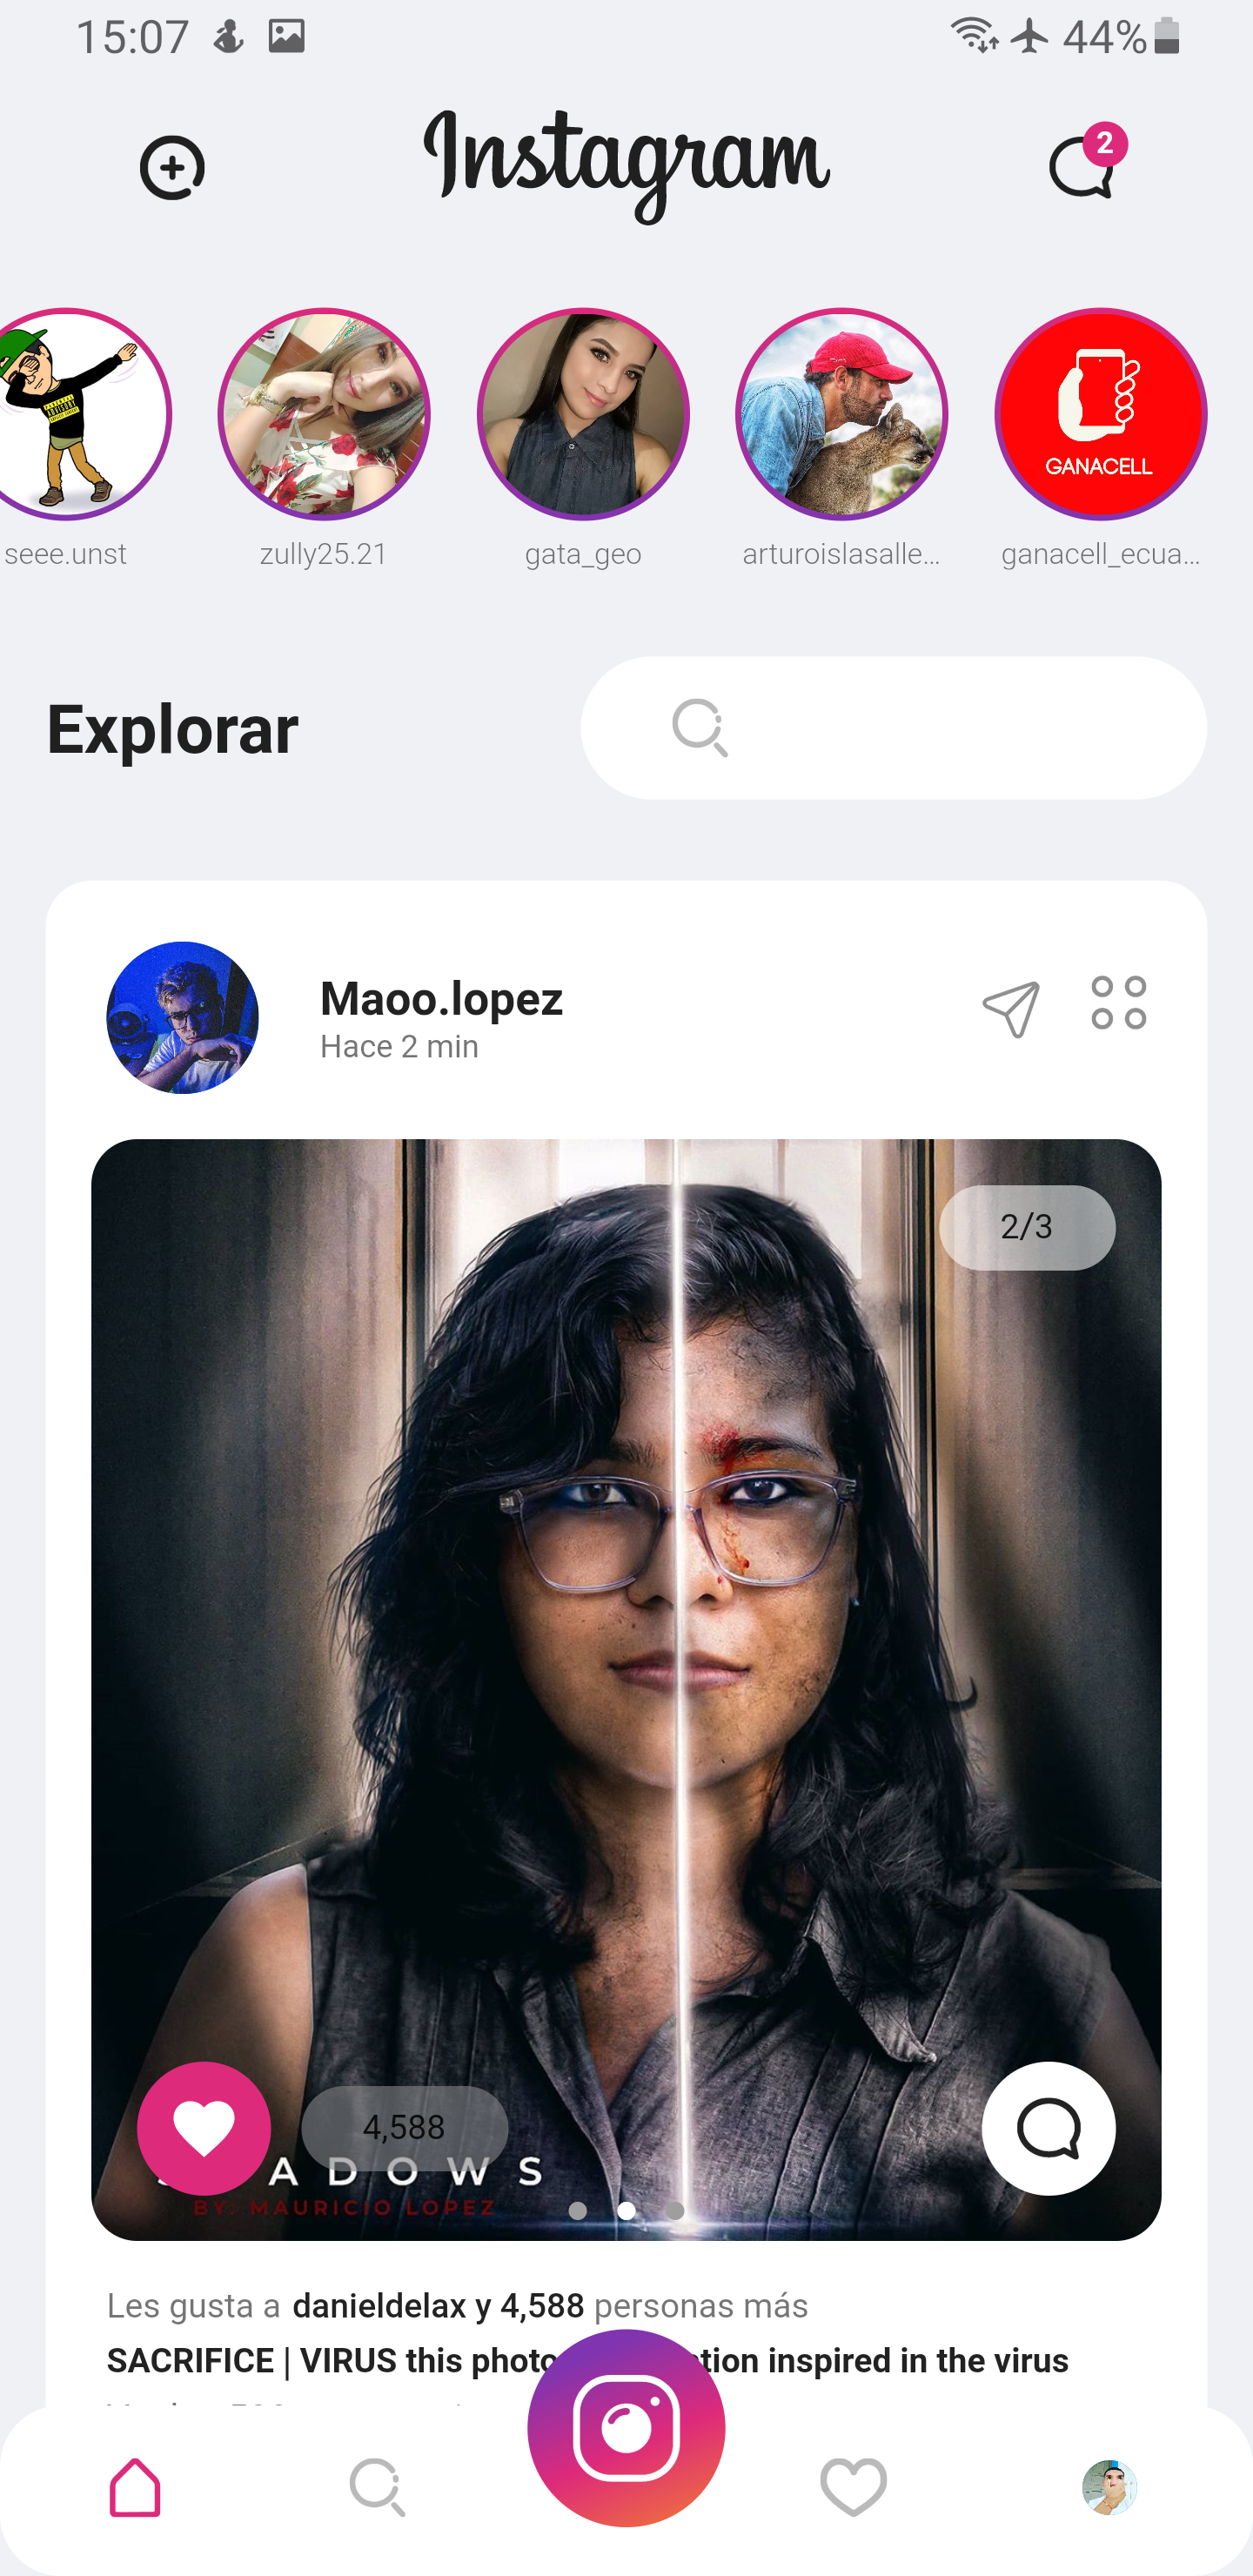 15:07 44%
Instagram
2
GANACELL
seee.unst zully25.21 gata_geo arturoislasalle... ganacell_ecua...
Explorar
Maoo.lopez
Hace 2 min
2/3
4,588
A D O W S
BY: MAURICIO LOPEZ
Les gusta a danieldelax y 4,588 personas más
SACRIFICE | VIRUS this photo tion inspired in the virus